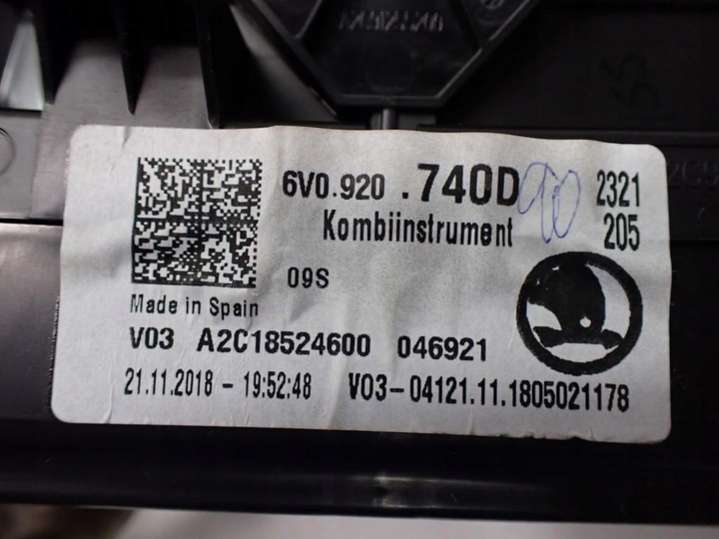 6V0.920 .740D 2321
Kombiinstrument 205
09S
Made in Spain
V03 A2C18524600 046921
21.11.2018 - 19:52:48 V03-04121.11.1805021178